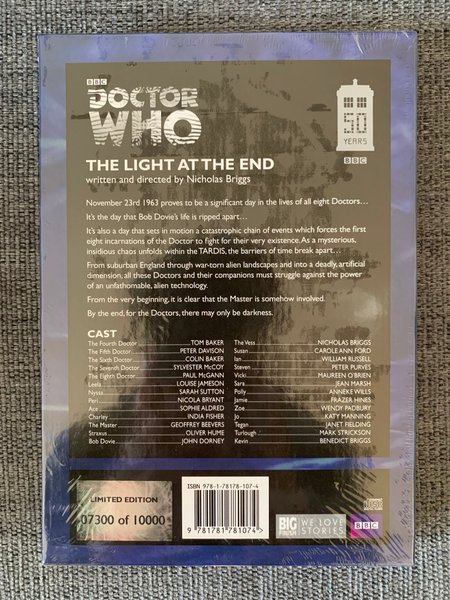 BBC
DOCTOR
WHO
50
YEARS
BBC
THE LIGHT AT THE END
written and directed by Nicholas Briggs
November 23rd 1963 proves to be a significant day in the lives of all eight Doctors...
It's the day that Bob Dovie's life is ripped apart...
It's also a day that sets in motion a catastrophic chain of events which forces the first
eight incarnations of the Doctor to fight for their very existence. As a mysterious,
insidious chaos unfolds within the TARDIS, the barriers of time break apart...
From suburban England through war-torn alien landscapes and into a deadly, artificial
dimension, all these Doctors and their companions must struggle against the power
of an unfathomable, alien technology.
From the very beginning, it is clear that the Master is somehow involved.
By the end, for the Doctors, there may only be darkness.
CAST
The Fourth Doctor TOM BAKER
The Fifth Doctor PETER DAVISON
The Sixth Doctor COLIN BAKER
The Seventh Doctor SYLVESTER McCOY
The Eighth Doctor PAUL McGANN
Leela LOUISE JAMESON
Nyssa SARAH SUTTON
Peri NICOLA BRYANT
Ace SOPHIE ALDRED
Charley INDIA FISHER
The Master GEOFFREY BEEVERS
Straxus OLIVER HUME
Bob Dovie JOHN DORNEY
The Vess NICHOLAS BRIGGS
Susan CAROLE ANN FORD
Ian WILLIAM RUSSELL
Steven PETER PURVES
Vicki MAUREEN O'BRIEN
Sara JEAN MARSH
Polly ANNEKE WILLS
Jamie FRAZER HINES
Zoe WENDY PADBURY
Jo KATY MANNING
Tegan JANET FIELDING
Turlough MARK STRICKSON
Kevin BENEDICT BRIGGS
LIMITED EDITION
07300 of 10000
ISBN 978-1-78178-107-4
9 781781 781074 >
BIG
FINISH
WE LOVE
STORIES
BBC